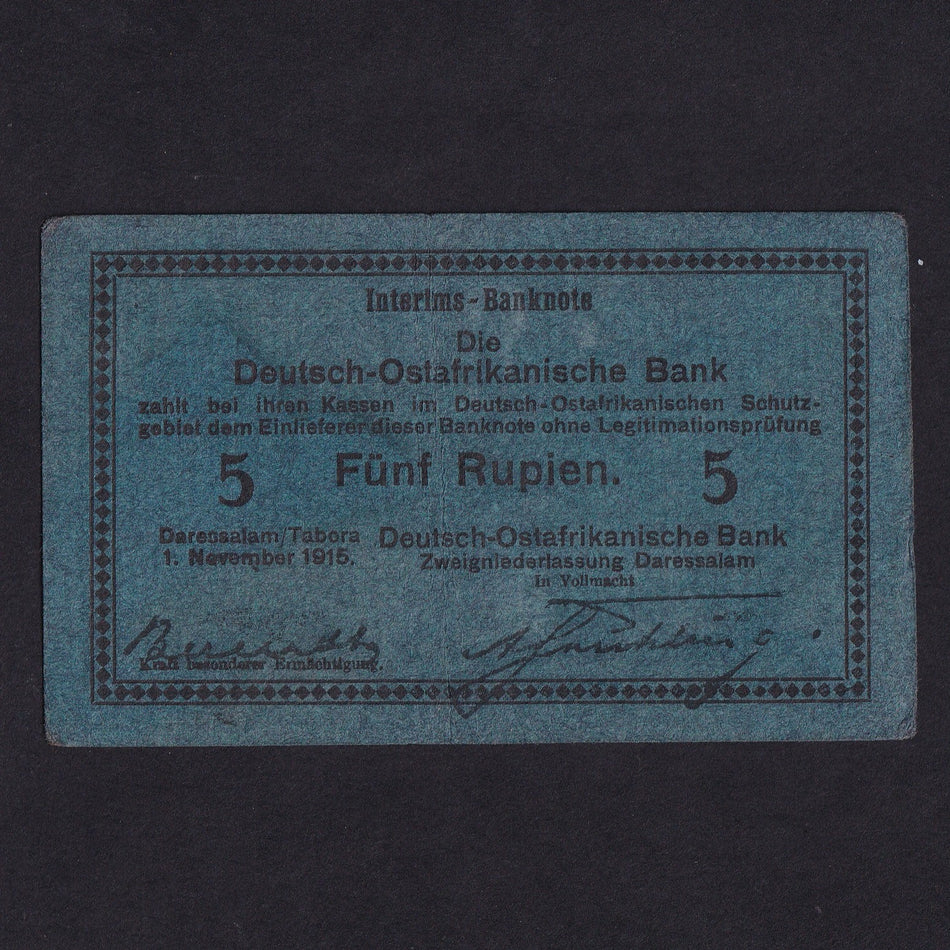 Interims-Banknote
Die
Deutsch-Ostafrikanische Bank
zahlt bei ihren Kassen im Deutsch-Ostafrikanischen Schutz-
gebiet dem Einlieferer dieser Banknote ohne Legitimationsprüfung
5 Fünf Rupien. 5
Daressalam/Tabora
1. November 1915.
Deutsch-Ostafrikanische Bank
Zweigniederlassung Daressalam
In Vollmacht
Kraft besonderer Ermächtigung.